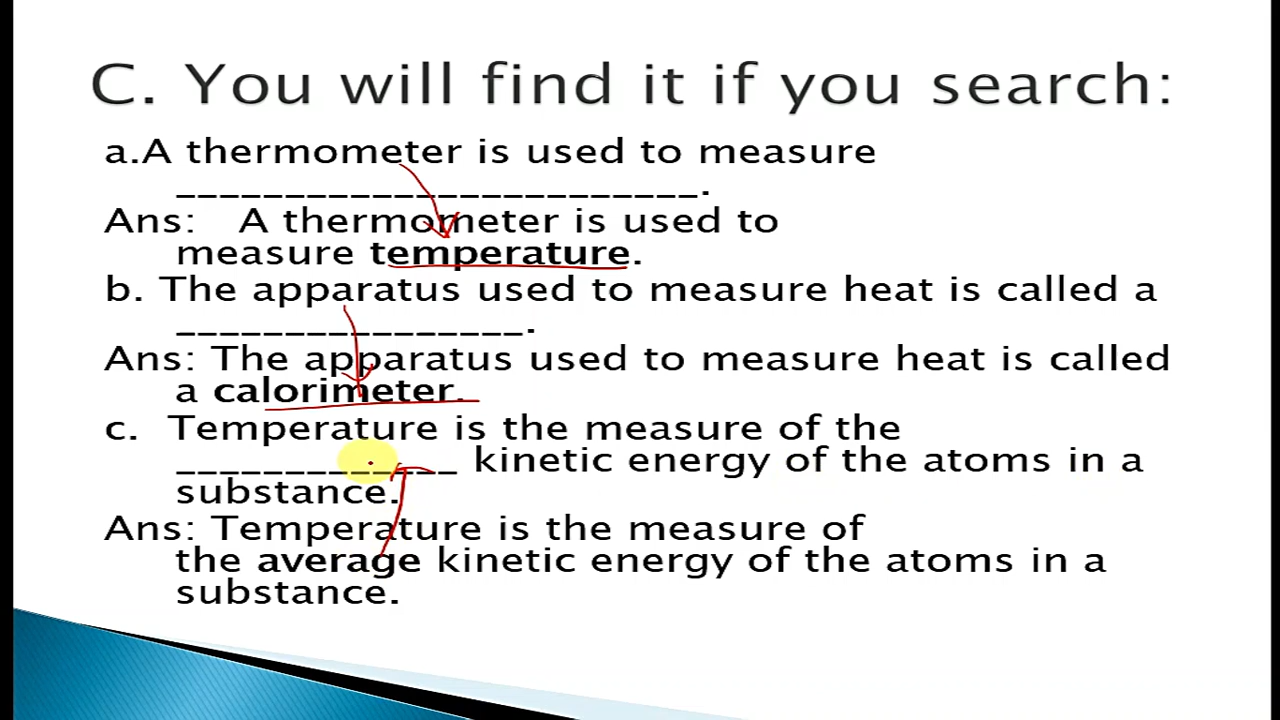 C. You will find it if you search:
a.A thermometer is used to measure
________________________.
Ans: A thermometer is used to
measure temperature.
b. The apparatus used to measure heat is called a
________________.
Ans: The apparatus used to measure heat is called
a calorimeter.
c. Temperature is the measure of the
_____________ kinetic energy of the atoms in a
substance.
Ans: Temperature is the measure of
the average kinetic energy of the atoms in a
substance.